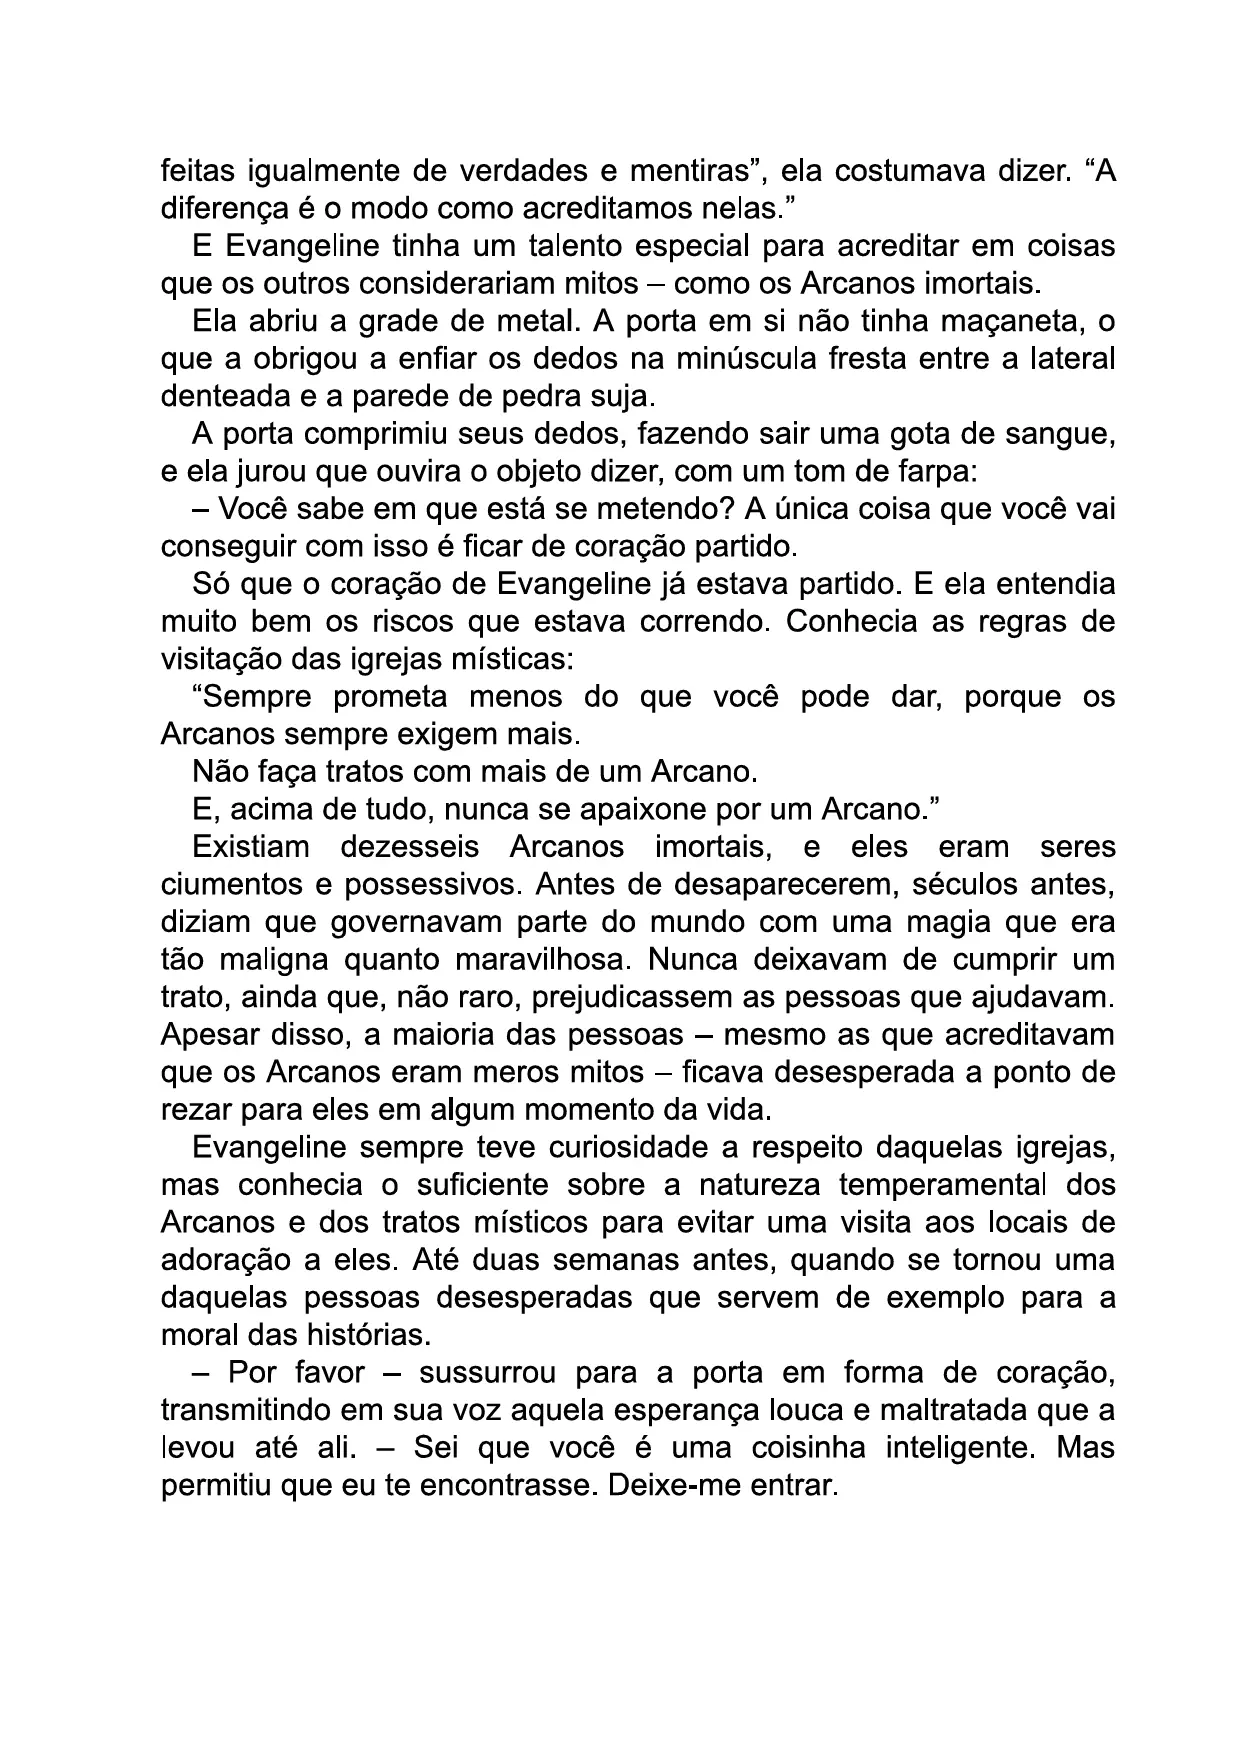 feitas igualmente de verdades e mentiras”, ela costumava dizer. “A
diferença é o modo como acreditamos nelas.”
E Evangeline tinha um talento especial para acreditar em coisas
que os outros considerariam mitos – como os Arcanos imortais.
Ela abriu a grade de metal. A porta em si não tinha maçaneta, o
que a obrigou a enfiar os dedos na minúscula fresta entre a lateral
denteada e a parede de pedra suja.
A porta comprimiu seus dedos, fazendo sair uma gota de sangue,
e ela jurou que ouvira o objeto dizer, com um tom de farpa:
– Você sabe em que está se metendo? A única coisa que você vai
conseguir com isso é ficar de coração partido.
Só que o coração de Evangeline já estava partido. E ela entendia
muito bem os riscos que estava correndo. Conhecia as regras de
visitação das igrejas místicas:
“Sempre prometa menos do que você pode dar, porque os
Arcanos sempre exigem mais.
Não faça tratos com mais de um Arcano.
E, acima de tudo, nunca se apaixone por um Arcano.”
Existiam dezesseis Arcanos imortais, e eles eram seres
ciumentos e possessivos. Antes de desaparecerem, séculos antes,
diziam que governavam parte do mundo com uma magia que era
tão maligna quanto maravilhosa. Nunca deixavam de cumprir um
trato, ainda que, não raro, prejudicassem as pessoas que ajudavam.
Apesar disso, a maioria das pessoas – mesmo as que acreditavam
que os Arcanos eram meros mitos – ficava desesperada a ponto de
rezar para eles em algum momento da vida.
Evangeline sempre teve curiosidade a respeito daquelas igrejas,
mas conhecia o suficiente sobre a natureza temperamental dos
Arcanos e dos tratos místicos para evitar uma visita aos locais de
adoração a eles. Até duas semanas antes, quando se tornou uma
daquelas pessoas desesperadas que servem de exemplo para a
moral das histórias.
– Por favor – sussurrou para a porta em forma de coração,
transmitindo em sua voz aquela esperança louca e maltratada que a
levou até ali. – Sei que você é uma coisinha inteligente. Mas
permitiu que eu te encontrasse. Deixe-me entrar.